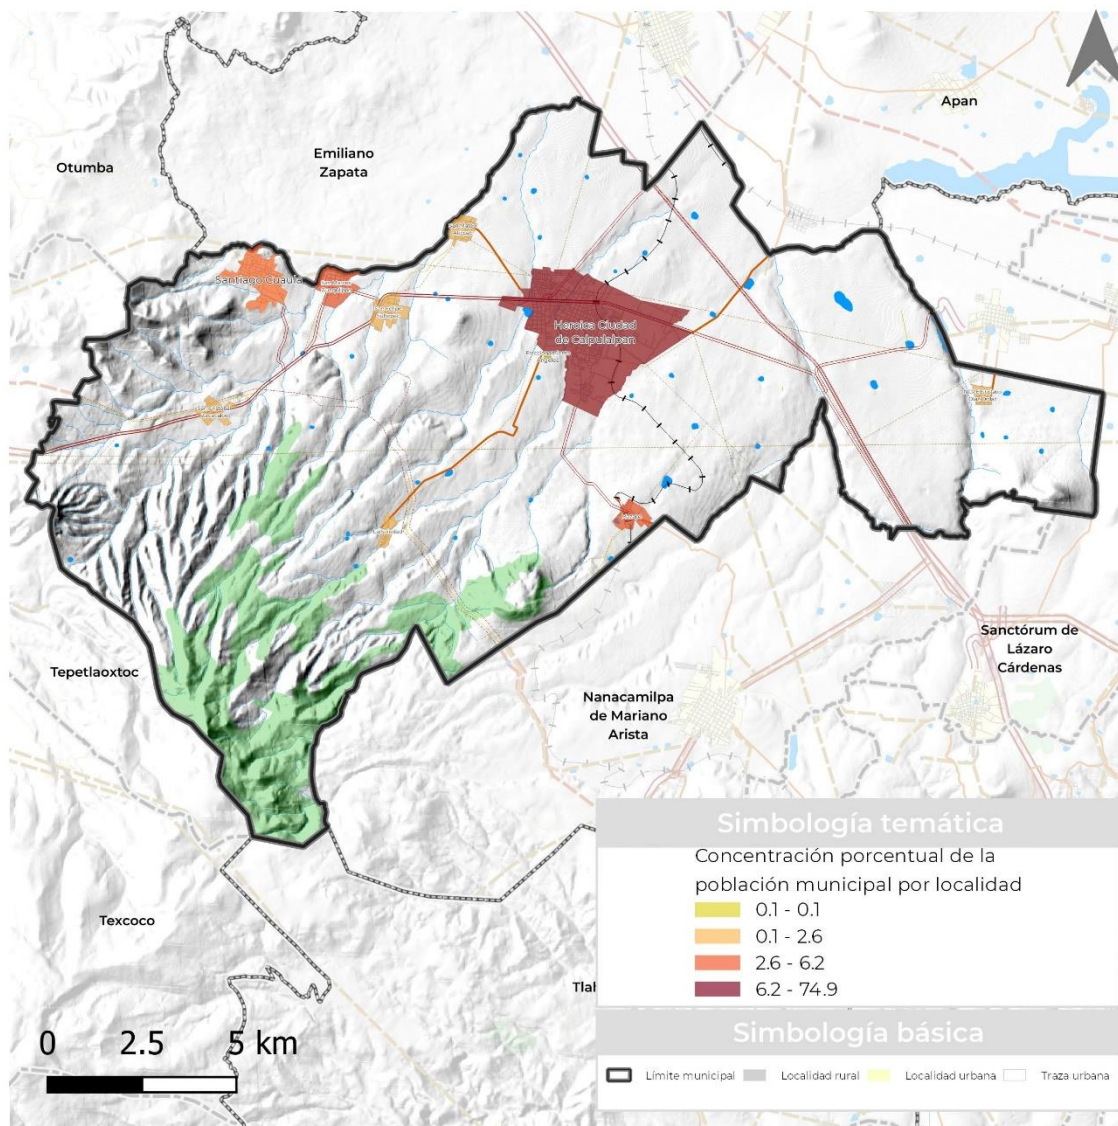 Apan
Otumba
Emiliano
Zapata
Santiago Cuaula
Heroica Ciudad
de Calpulalpan
Tepetlaoxtoc
Sanctórum de
Lázaro
Cárdenas
Nanacamilpa
de Mariano
Arista
Texcoco
Tlah
Simbología temática
Concentración porcentual de la
población municipal por localidad
0.1 - 0.1
0.1 - 2.6
2.6 - 6.2
6.2 - 74.9
Simbología básica
Límite municipal
Localidad rural
Localidad urbana
Traza urbana
0 2.5 5 km